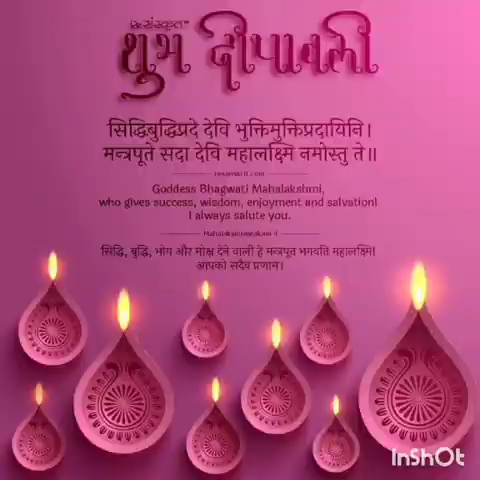 संस्कृत
शुभ दीपावली
सिद्धिबुद्धिप्रदे देवि भुक्तिमुक्तिप्रदायिनि।
मन्त्रपूते सदा देवि महालक्ष्मि नमोस्तु ते॥
Goddess Bhagwati Mahalakshmi,
who gives success, wisdom, enjoyment and salvation!
I always salute you.
सिद्धि, बुद्धि, भोग और मोक्ष देने वाली हे मन्त्रपूत भगवति महालक्ष्मि!
आपको सदैव प्रणाम।
InShOt